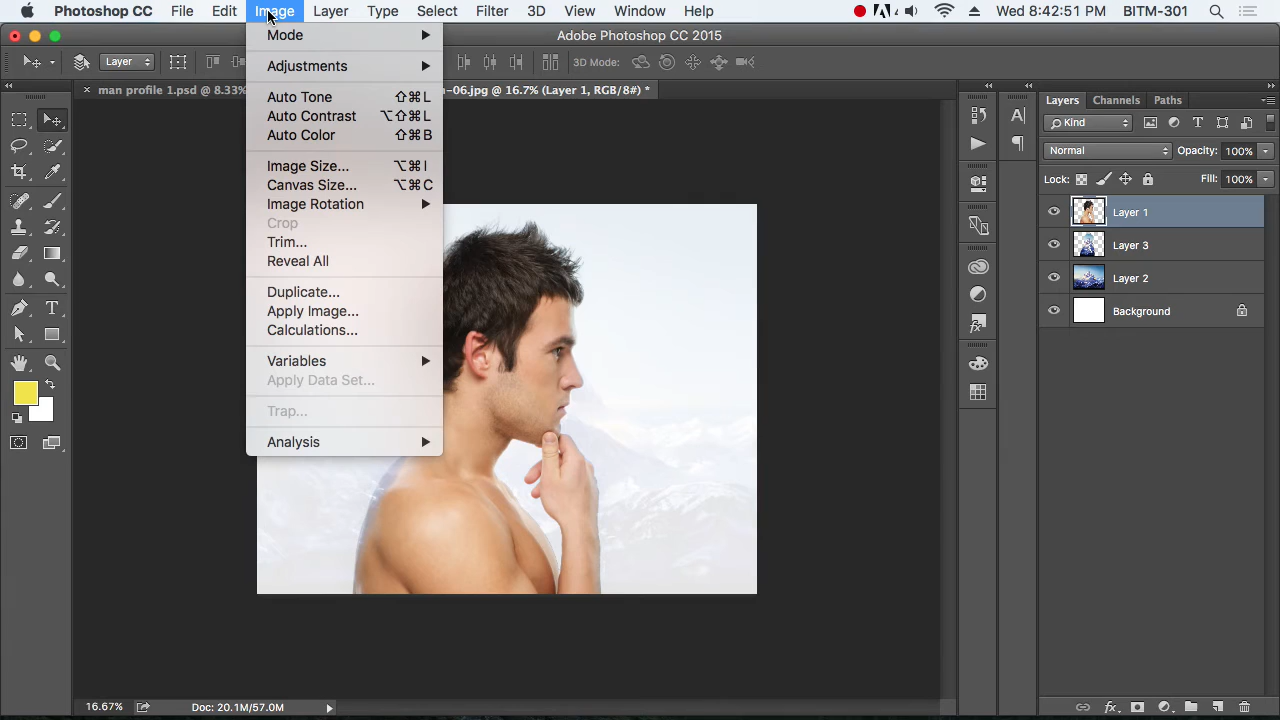 Photoshop CC File Edit Image Layer Type Select Filter 3D View Window Help 4 Wed 8:42:51 PM BITM-301
Adobe Photoshop CC 2015
Layer 3D Mode:
× man profile 1.psd @ 8.33% -06.jpg @ 16.7% (Layer 1, RGB/8#) *
Mode
Adjustments
Auto Tone ⇧⌘L
Auto Contrast ⌥⇧⌘L
Auto Color ⇧⌘B
Image Size... ⌥⌘I
Canvas Size... ⌥⌘C
Image Rotation
Crop
Trim...
Reveal All
Duplicate...
Apply Image...
Calculations...
Variables
Apply Data Set...
Trap...
Analysis
Layers Channels Paths
Kind
Normal Opacity: 100%
Lock: Fill: 100%
Layer 1
Layer 3
Layer 2
Background
16.67% Doc: 20.1M/57.0M